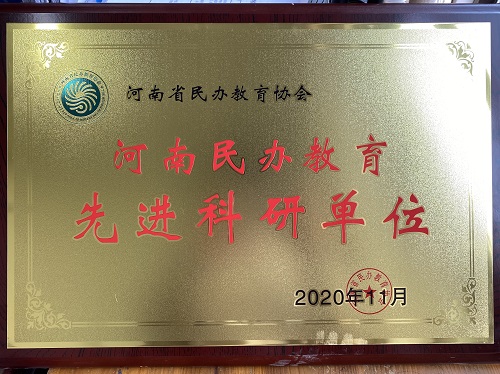 河南省民办教育协会
河南民办教育
先进科研单位
2020年11月